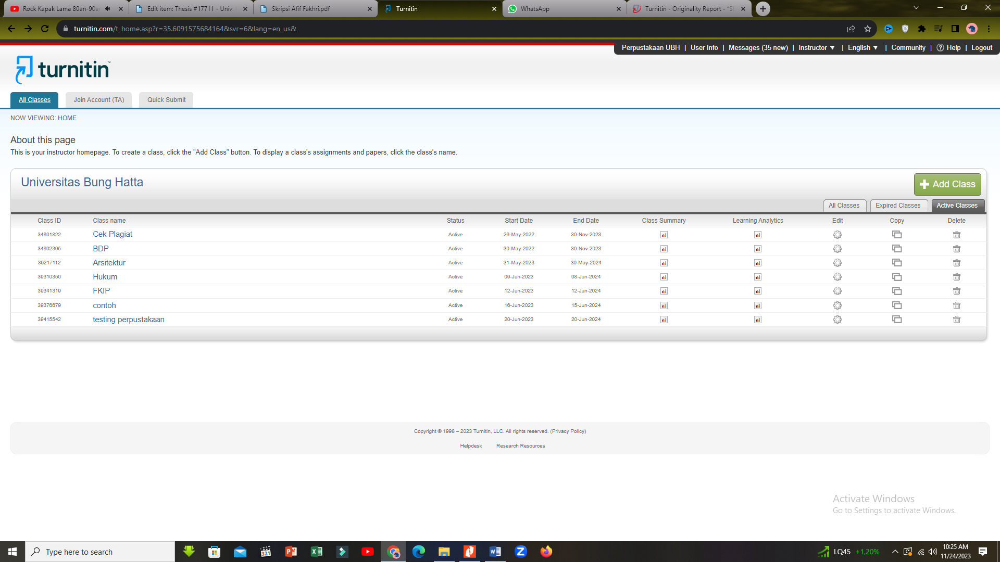 Rock Kapak Lama 80an-90a
Edit item: Thesis #17711 - Univ.
Skripsi Afif Fakhri.pdf
Turnitin
WhatsApp
Turnitin - Originality Report - "S
turnitin.com/t_home.asp?r=35.6091575684164&svr=6&lang=en_us&
Perpustakaan UBH | User Info | Messages (35 new) | Instructor ▼ | English ▼ | Community | ? Help | Logout
turnitin™
All Classes
Join Account (TA)
Quick Submit
NOW VIEWING: HOME
About this page
This is your instructor homepage. To create a class, click the "Add Class" button. To display a class's assignments and papers, click the class's name.
Universitas Bung Hatta
Add Class
All Classes
Expired Classes
Active Classes
Class ID Class name Status Start Date End Date Class Summary Learning Analytics Edit Copy Delete
34801822 Cek Plagiat Active 29-May-2022 30-Nov-2023
34802395 BDP Active 30-May-2022 30-Nov-2023
39217112 Arsitektur Active 31-May-2023 30-May-2024
39310350 Hukum Active 09-Jun-2023 08-Jun-2024
39341319 FKIP Active 12-Jun-2023 12-Jun-2024
39376679 contoh Active 16-Jun-2023 15-Jun-2024
39415542 testing perpustakaan Active 20-Jun-2023 20-Jun-2024
Copyright © 1998 – 2023 Turnitin, LLC. All rights reserved. (Privacy Policy)
Helpdesk Research Resources
Activate Windows
Go to Settings to activate Windows.
Type here to search
LQ45 +1,20%
10:25 AM
11/24/2023